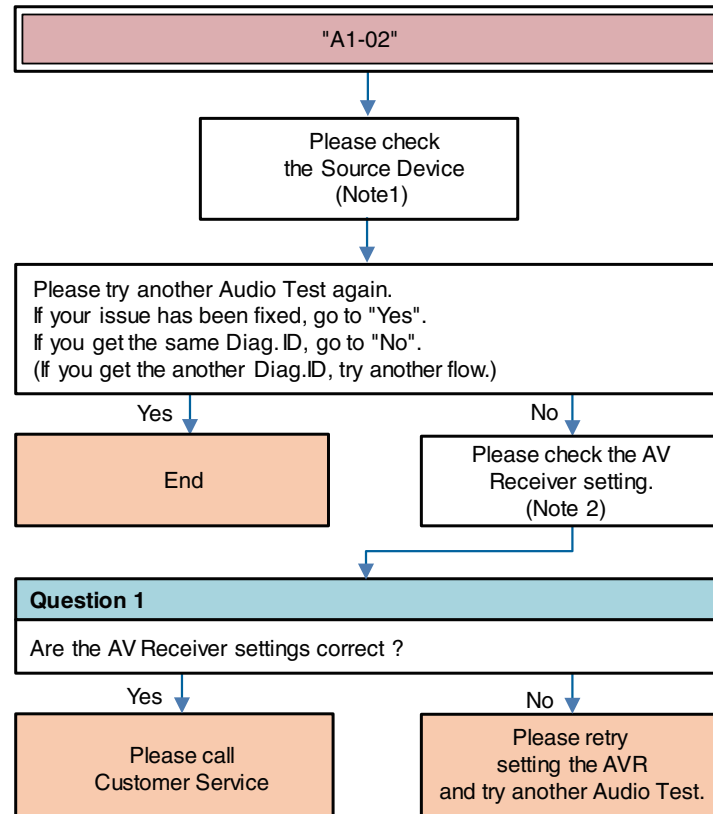 "A1-02"
Please check
the Source Device
(Note1)
Please try another Audio Test again.
If your issue has been fixed, go to "Yes".
If you get the same Diag.ID, go to "No".
(If you get the another Diag.ID, try another flow.)
Yes
No
End
Please check the AV
Receiver setting.
(Note 2)
Question 1
Are the AV Receiver settings correct ?
Yes
No
Please call
Customer Service
Please retry
setting the AVR
and try another Audio Test.